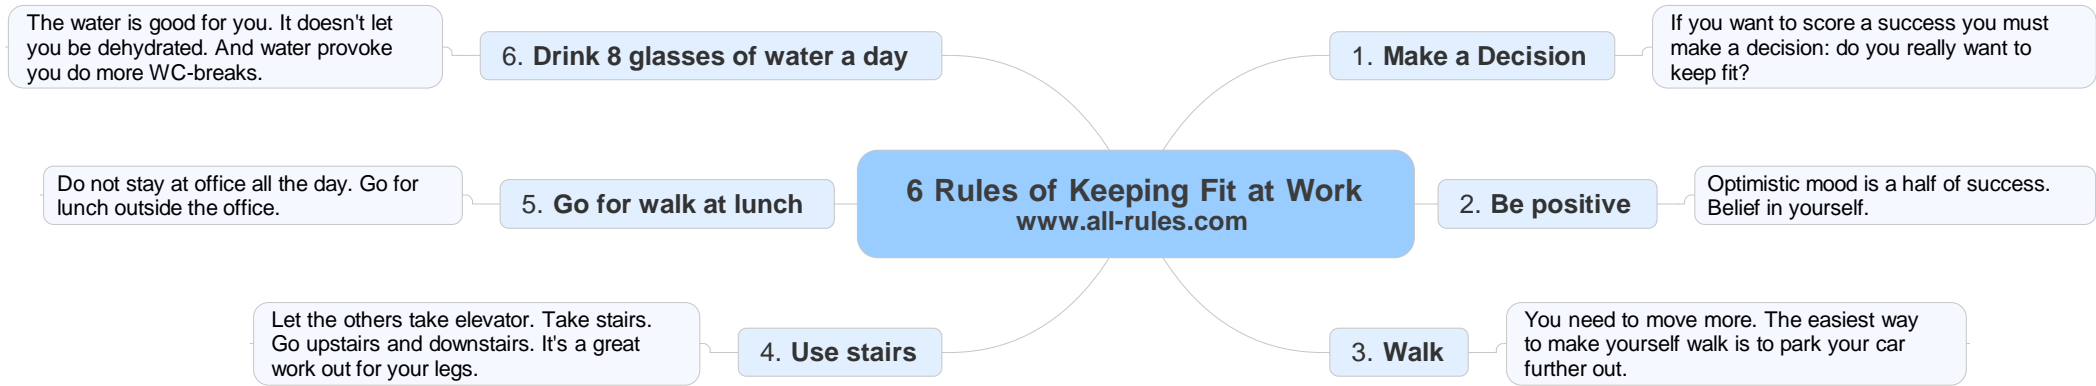 6 Rules of Keeping Fit at Work
www.all-rules.com
1. Make a Decision
If you want to score a success you must
make a decision: do you really want to
keep fit?
2. Be positive
Optimistic mood is a half of success.
Belief in yourself.
3. Walk
You need to move more. The easiest way
to make yourself walk is to park your car
further out.
4. Use stairs
Let the others take elevator. Take stairs.
Go upstairs and downstairs. It's a great
work out for your legs.
5. Go for walk at lunch
Do not stay at office all the day. Go for
lunch outside the office.
6. Drink 8 glasses of water a day
The water is good for you. It doesn't let
you be dehydrated. And water provoke
you do more WC-breaks.